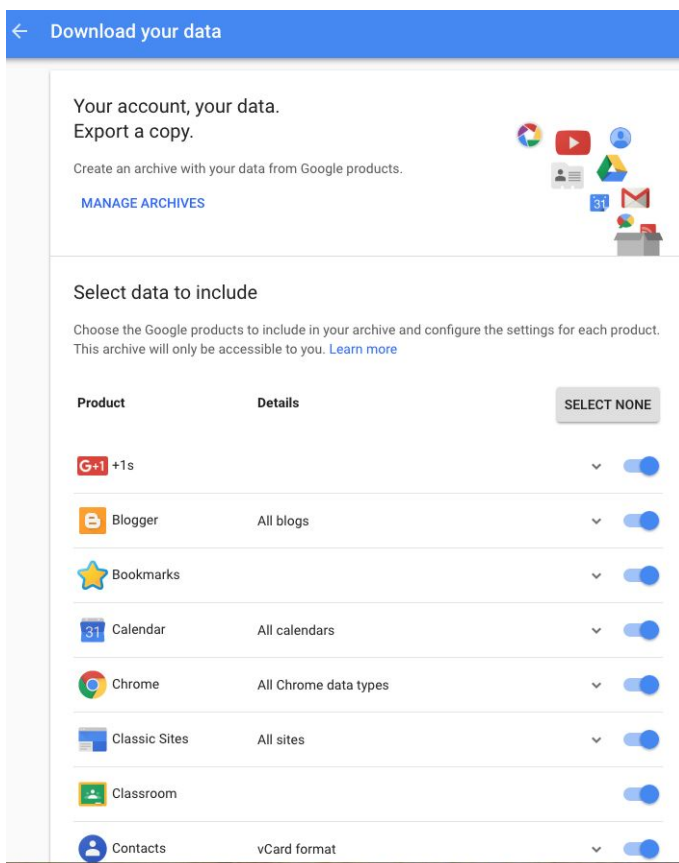 Download your data
Your account, your data.
Export a copy.
Create an archive with your data from Google products.
MANAGE ARCHIVES
31
Select data to include
Choose the Google products to include in your archive and configure the settings for each product.
This archive will only be accessible to you. Learn more
Product Details SELECT NONE
G+1 +1s
Blogger All blogs
Bookmarks
31 Calendar All calendars
Chrome All Chrome data types
Classic Sites All sites
Classroom
Contacts vCard format